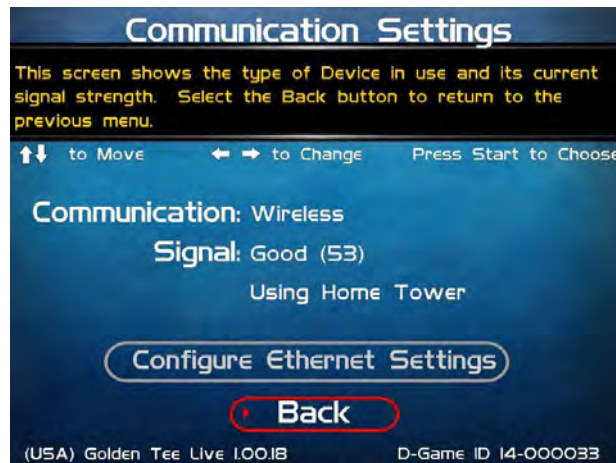 Communication Settings
This screen shows the type of Device in use and its current
signal strength. Select the Back button to return to the
previous menu.
to Move to Change Press Start to Choose
Communication: Wireless
Signal: Good (53)
Using Home Tower
Configure Ethernet Settings
Back
(USA) Golden Tee Live 1.00.18 D-Game ID 14-000033